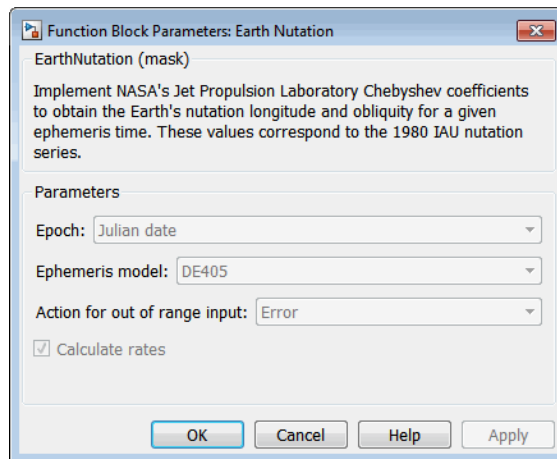 Function Block Parameters: Earth Nutation
EarthNutation (mask)
Implement NASA's Jet Propulsion Laboratory Chebyshev coefficients
to obtain the Earth's nutation longitude and obliquity for a given
ephemeris time. These values correspond to the 1980 IAU nutation
series.
Parameters
Epoch: Julian date
Ephemeris model: DE405
Action for out of range input: Error
Calculate rates
OK Cancel Help Apply